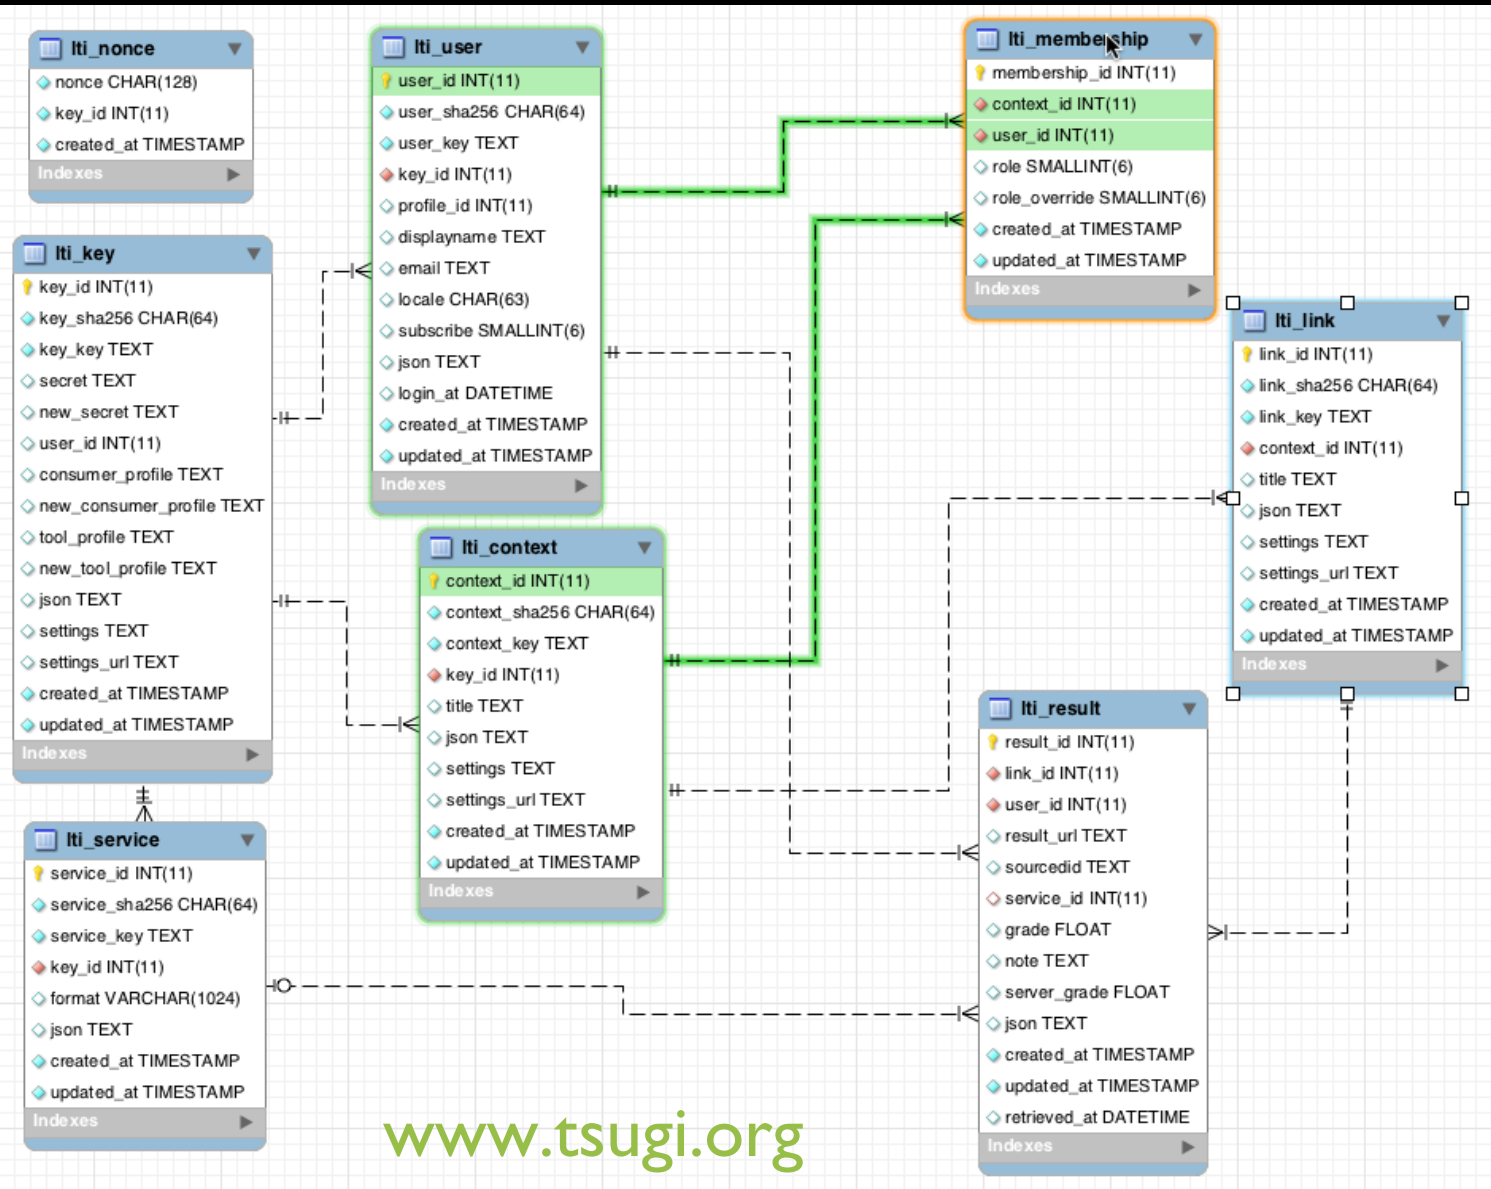 lti_nonce
nonce CHAR(128)
key_id INT(11)
created_at TIMESTAMP
Indexes
lti_user
user_id INT(11)
user_sha256 CHAR(64)
user_key TEXT
key_id INT(11)
profile_id INT(11)
displayname TEXT
email TEXT
locale CHAR(63)
subscribe SMALLINT(6)
json TEXT
login_at DATETIME
created_at TIMESTAMP
updated_at TIMESTAMP
Indexes
lti_membership
membership_id INT(11)
context_id INT(11)
user_id INT(11)
role SMALLINT(6)
role_override SMALLINT(6)
created_at TIMESTAMP
updated_at TIMESTAMP
Indexes
lti_key
key_id INT(11)
key_sha256 CHAR(64)
key_key TEXT
secret TEXT
new_secret TEXT
user_id INT(11)
consumer_profile TEXT
new_consumer_profile TEXT
tool_profile TEXT
new_tool_profile TEXT
json TEXT
settings TEXT
settings_url TEXT
created_at TIMESTAMP
updated_at TIMESTAMP
Indexes
lti_link
link_id INT(11)
link_sha256 CHAR(64)
link_key TEXT
context_id INT(11)
title TEXT
json TEXT
settings TEXT
settings_url TEXT
created_at TIMESTAMP
updated_at TIMESTAMP
Indexes
lti_context
context_id INT(11)
context_sha256 CHAR(64)
context_key TEXT
key_id INT(11)
title TEXT
json TEXT
settings TEXT
settings_url TEXT
created_at TIMESTAMP
updated_at TIMESTAMP
Indexes
lti_result
result_id INT(11)
link_id INT(11)
user_id INT(11)
result_url TEXT
sourcedid TEXT
service_id INT(11)
grade FLOAT
note TEXT
server_grade FLOAT
json TEXT
created_at TIMESTAMP
updated_at TIMESTAMP
retrieved_at DATETIME
Indexes
lti_service
service_id INT(11)
service_sha256 CHAR(64)
service_key TEXT
key_id INT(11)
format VARCHAR(1024)
json TEXT
created_at TIMESTAMP
updated_at TIMESTAMP
Indexes
www.tsugi.org